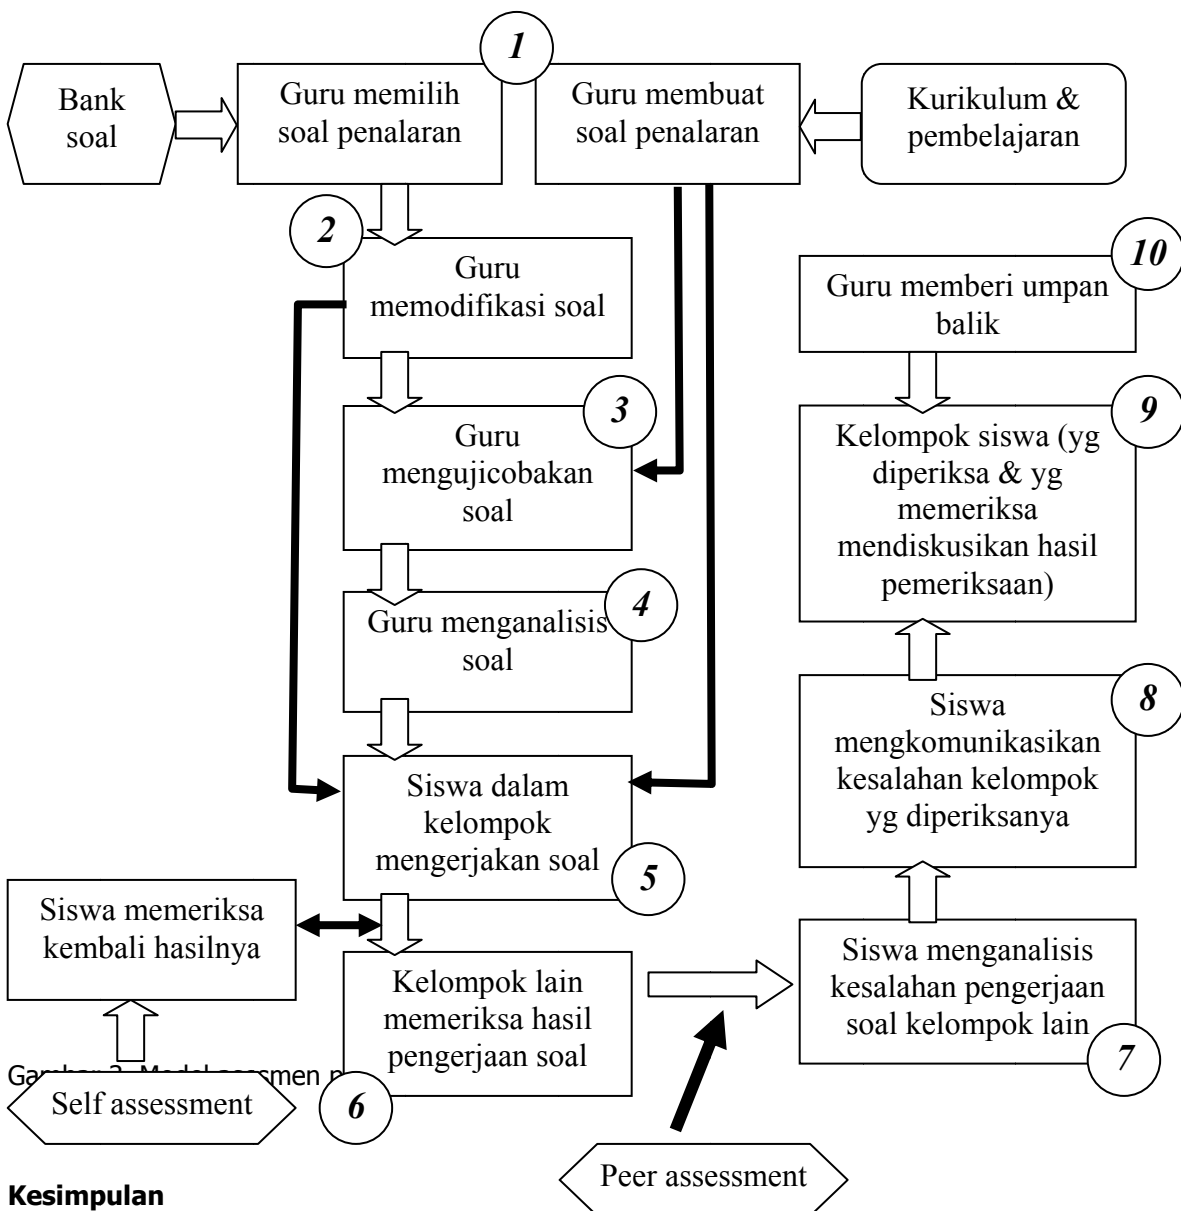 1
Bank
soal
Guru memilih
soal penalaran
Guru membuat
soal penalaran
Kurikulum &
pembelajaran
2
Guru
memodifikasi soal
10
Guru memberi umpan
balik
3
Guru
mengujicobakan
soal
9
Kelompok siswa (yg
diperiksa & yg
memeriksa
mendiskusikan hasil
pemeriksaan)
4
Guru menganalisis
soal
8
Siswa
mengkomunikasikan
kesalahan kelompok
yg diperiksanya
Siswa dalam
kelompok
mengerjakan soal
5
Siswa memeriksa
kembali hasilnya
Kelompok lain
memeriksa hasil
pengerjaan soal
6
Siswa menganalisis
kesalahan pengerjaan
soal kelompok lain
7
Self assessment
Peer assessment
Kesimpulan